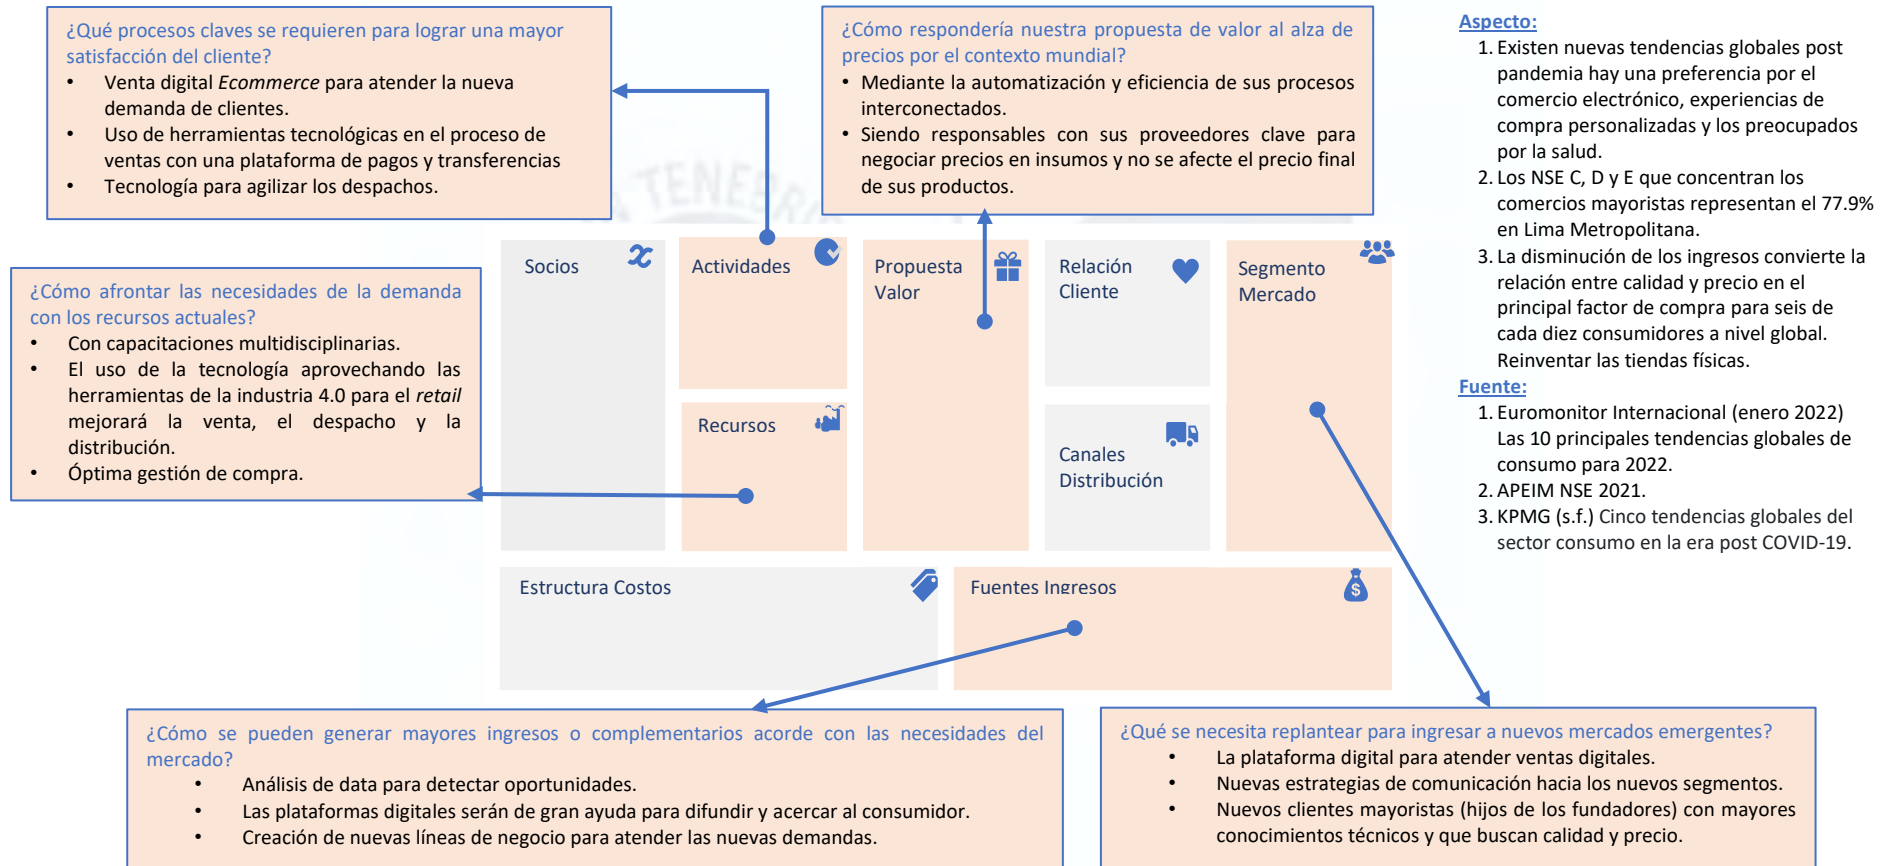 ¿Qué procesos claves se requieren para lograr una mayor
satisfacción del cliente?
• Venta digital Ecommerce para atender la nueva
demanda de clientes.
• Uso de herramientas tecnológicas en el proceso de
ventas con una plataforma de pagos y transferencias
• Tecnología para agilizar los despachos.
¿Cómo respondería nuestra propuesta de valor al alza de
precios por el contexto mundial?
• Mediante la automatización y eficiencia de sus procesos
interconectados.
• Siendo responsables con sus proveedores clave para
negociar precios en insumos y no se afecte el precio final
de sus productos.
Aspecto:
1. Existen nuevas tendencias globales post
pandemia hay una preferencia por el
comercio electrónico, experiencias de
compra personalizadas y los preocupados
por la salud.
2. Los NSE C, D y E que concentran los
comercios mayoristas representan el 77.9%
en Lima Metropolitana.
3. La disminución de los ingresos convierte la
relación entre calidad y precio en el
principal factor de compra para seis de
cada diez consumidores a nivel global.
Reinventar las tiendas físicas.
Fuente:
1. Euromonitor Internacional (enero 2022)
Las 10 principales tendencias globales de
consumo para 2022.
2. APEIM NSE 2021.
3. KPMG (s.f.) Cinco tendencias globales del
sector consumo en la era post COVID-19.
TENEBR
¿Cómo afrontar las necesidades de la demanda
con los recursos actuales?
• Con capacitaciones multidisciplinarias.
• El uso de la tecnología aprovechando las
herramientas de la industria 4.0 para el retail
mejorará la venta, el despacho y la
distribución.
• Óptima gestión de compra.
Socios
Actividades
Propuesta
Valor
Relación
Cliente
Segmento
Mercado
Recursos
Canales
Distribución
Estructura Costos
Fuentes Ingresos
$
¿Cómo se pueden generar mayores ingresos o complementarios acorde con las necesidades del
mercado?
• Análisis de data para detectar oportunidades.
• Las plataformas digitales serán de gran ayuda para difundir y acercar al consumidor.
• Creación de nuevas líneas de negocio para atender las nuevas demandas.
¿Qué se necesita replantear para ingresar a nuevos mercados emergentes?
• La plataforma digital para atender ventas digitales.
• Nuevas estrategias de comunicación hacia los nuevos segmentos.
• Nuevos clientes mayoristas (hijos de los fundadores) con mayores
conocimientos técnicos y que buscan calidad y precio.